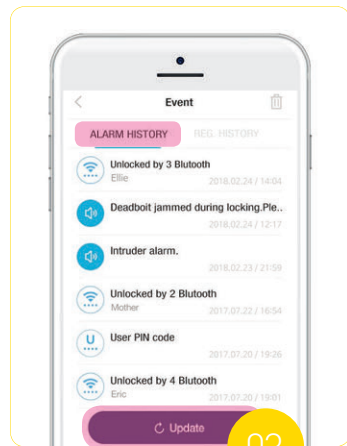 Event
ALARM HISTORY REG. HISTORY
Unlocked by 3 Blutooth
Ellie
2018.02.24 / 14:04
Deadboit jammed during locking.Ple..
2018.02.24 / 12:17
Intruder alarm.
2018.02.23 / 21:59
Unlocked by 2 Blutooth
Mother
2017.07.22 / 16:54
U
User PIN code
2017.07.20 / 19:26
Unlocked by 4 Blutooth
Eric
2017.07.20 / 19:01
Update
02